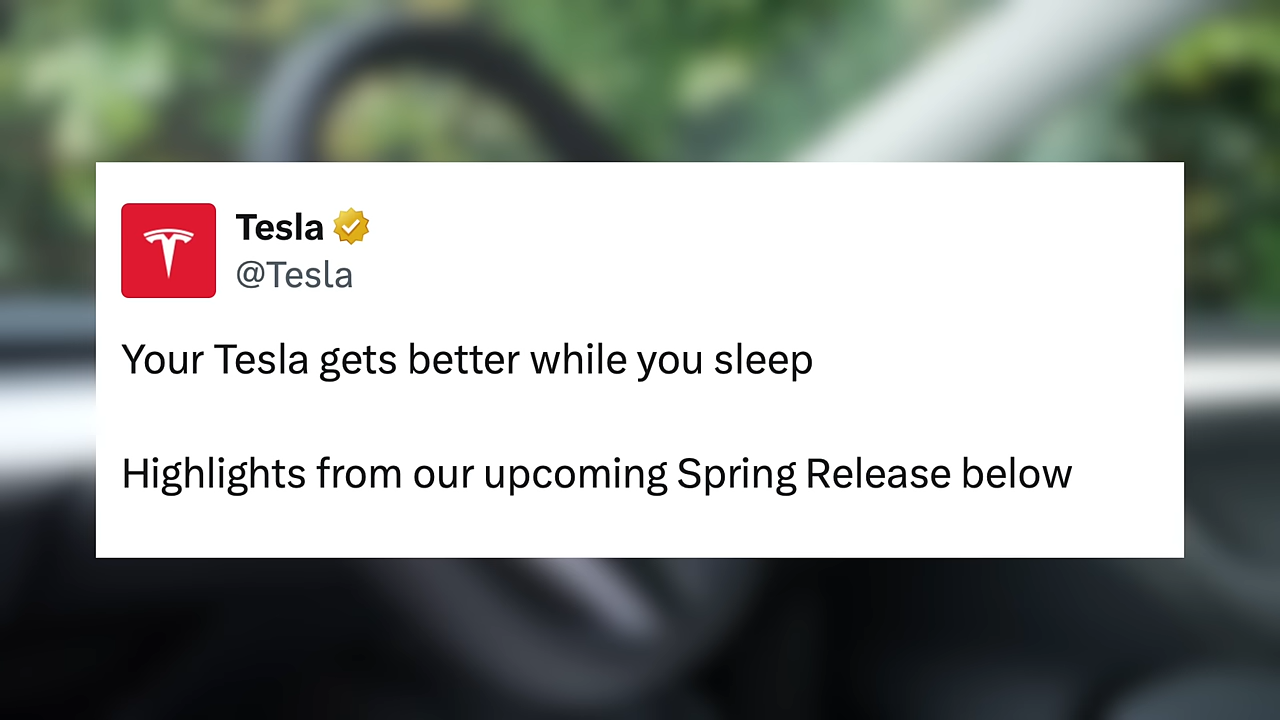 Tesla
@Tesla
Your Tesla gets better while you sleep
Highlights from our upcoming Spring Release below